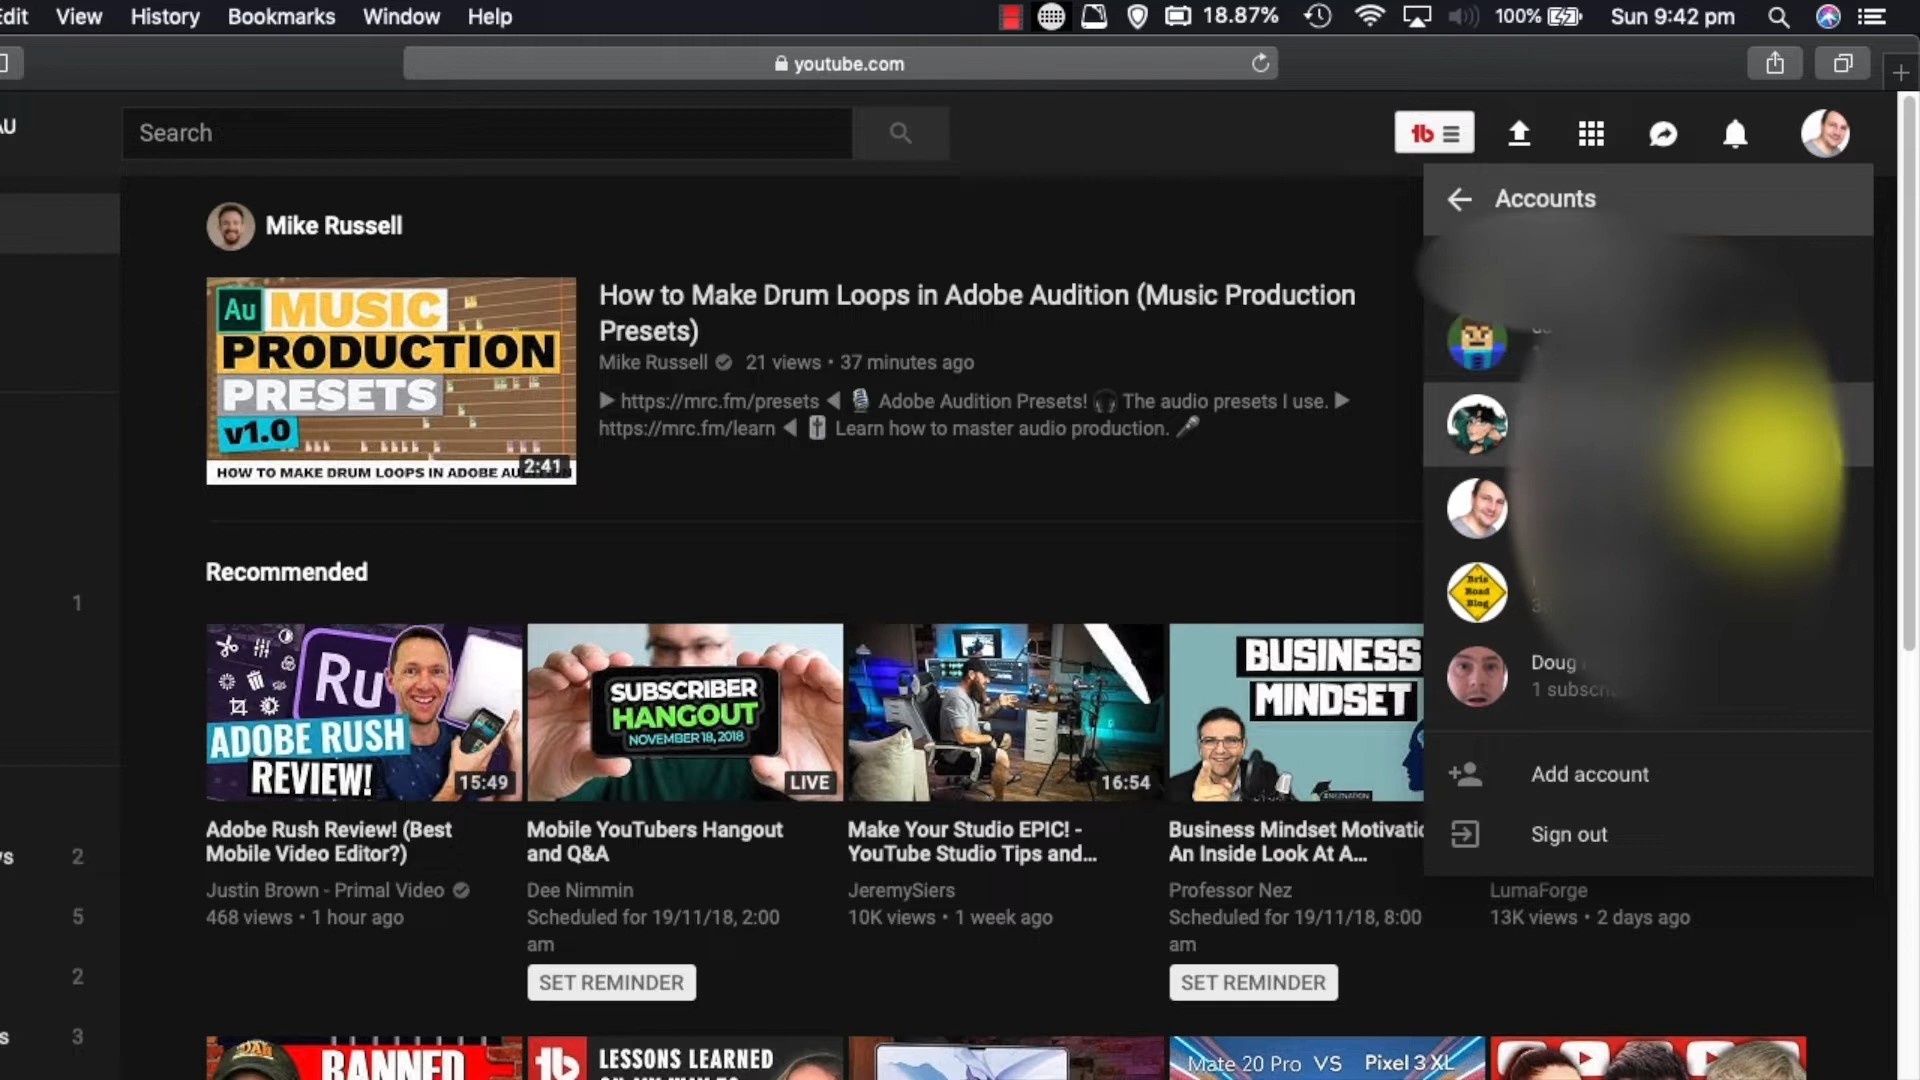 View History Bookmarks Window Help 18.87% 100% Sun 9:42 pm
youtube.com
AU
Search
Accounts
Mike Russell
Au MUSIC
PRODUCTION
PRESETS
v1.0
2:41
HOW TO MAKE DRUM LOOPS IN ADOBE
How to Make Drum Loops in Adobe Audition (Music Production
Presets)
Mike Russell 21 views • 37 minutes ago
▶ https://mrc.fm/presets ◀ 🎙 Adobe Audition Presets! 🎧 The audio presets I use. ▶
https://mrc.fm/learn ◀ Learn how to master audio production. 🎤
Recommended
1
Bris
Road
Blog
Doug
1
Add account
Sign out
Ru
ADOBE RUSH
REVIEW!
15:49
SUBSCRIBER
HANGOUT
NOVEMBER 18, 2018
LIVE
16:54
BUSINESS
MINDSET
Adobe Rush Review! (Best
Mobile Video Editor?)
Justin Brown - Primal Video
468 views • 1 hour ago
Mobile YouTubers Hangout
and Q&A
Dee Nimmin
Scheduled for 19/11/18, 2:00
am
SET REMINDER
Make Your Studio EPIC! -
YouTube Studio Tips and...
JeremySiers
10K views • 1 week ago
Business Mindset
An Inside Look At A...
Professor Nez
Scheduled for 19/11/18, 8:00
am
SET REMINDER
LumaForge
13K views • 2 days ago
2
5
2
3
BANNED
tb LESSONS LEARNED
Mate 20 Pro VS Pixel 3 XL